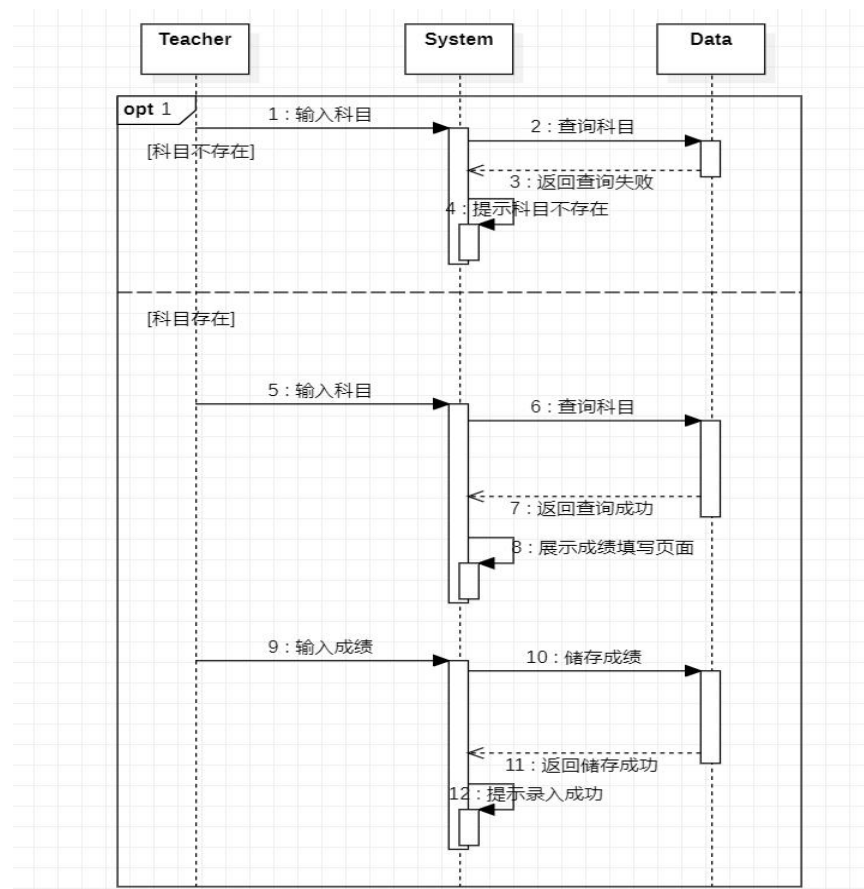 Teacher
System
Data
opt 1
1 : 输入科目
2 : 查询科目
[科目不存在]
3 : 返回查询失败
4 : 提示科目不存在
[科目存在]
5 : 输入科目
6 : 查询科目
7 : 返回查询成功
8 : 展示成绩填写页面
9 : 输入成绩
10 : 储存成绩
11 : 返回储存成功
12 : 提示录入成功